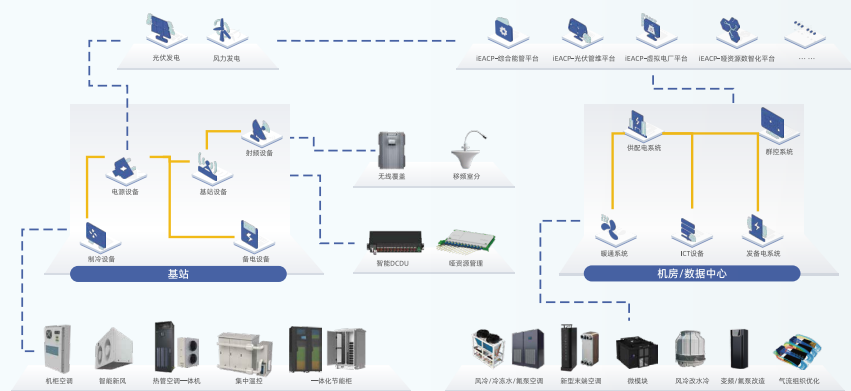 光伏发电
风力发电
iEACP-综合能管平台
iEACP-光伏管维平台
iEACP-虚拟电厂平台
iEACP-哑资源数智化平台
... ...
射频设备
电源设备
基站设备
制冷设备
备电设备
基站
无线覆盖
移频室分
智能DCDU
哑资源管理
供配电系统
群控系统
暖通系统
ICT设备
发备电系统
机房/数据中心
机柜空调
智能新风
热管空调一体机
集中温控
一体化节能柜
风冷/冷冻水/氟泵空调
新型末端空调
微模块
风冷改水冷
变频/氟泵改造
气流组织优化